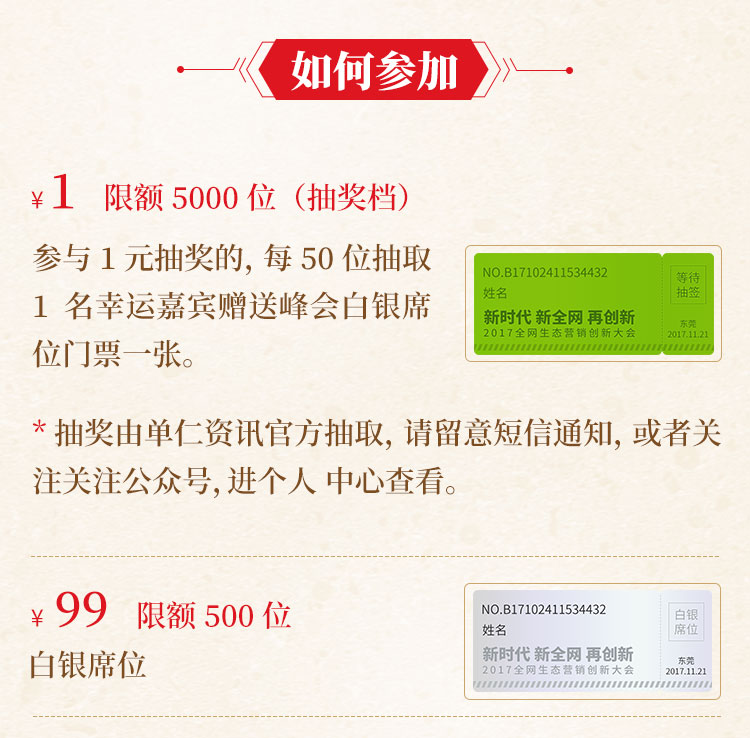 如何参加
¥ 1 限额 5000 位（抽奖档）
参与 1 元抽奖的, 每 50 位抽取
1 名幸运嘉宾赠送峰会白银席
位门票一张。
NO.B17102411534432
姓名
新时代 新全网 再创新
2017全网生态营销创新大会
等待
抽签
东莞
2017.11.21
* 抽奖由单仁资讯官方抽取, 请留意短信通知, 或者关
注关注公众号, 进个人 中心查看。
¥ 99 限额 500 位
白银席位
NO.B17102411534432
姓名
新时代 新全网 再创新
2017全网生态营销创新大会
白银
席位
东莞
2017.11.21